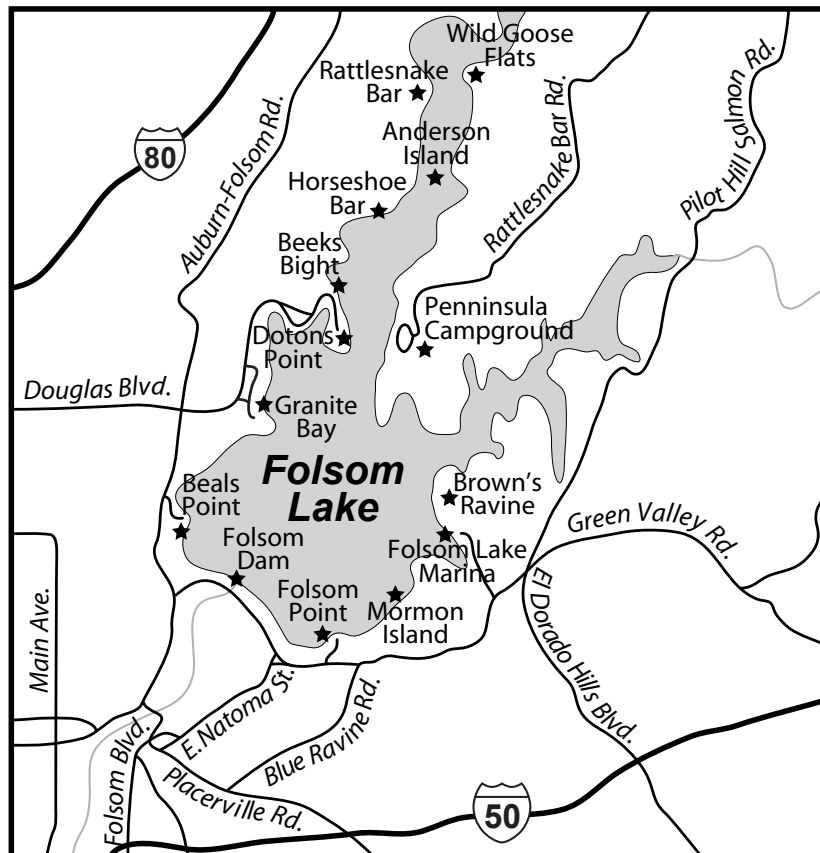 Wild Goose
Flats
Rattlesnake
Bar
Anderson
Island
Horseshoe
Bar
Beeks
Bight
Dotons
Point
Penninsula
Campground
Granite
Bay
Folsom
Lake
Beals
Point
Folsom
Dam
Folsom
Point
Brown's
Ravine
Folsom Lake
Marina
Mormon
Island
80
Auburn-Folsom Rd.
Rattlesnake Bar Rd.
Pilot Hill Salmon Rd.
Douglas Blvd.
Green Valley Rd.
El Dorado Hills Blvd.
Main Ave.
E.Natoma St.
Blue Ravine Rd.
Folsom Blvd.
Placerville Rd.
50